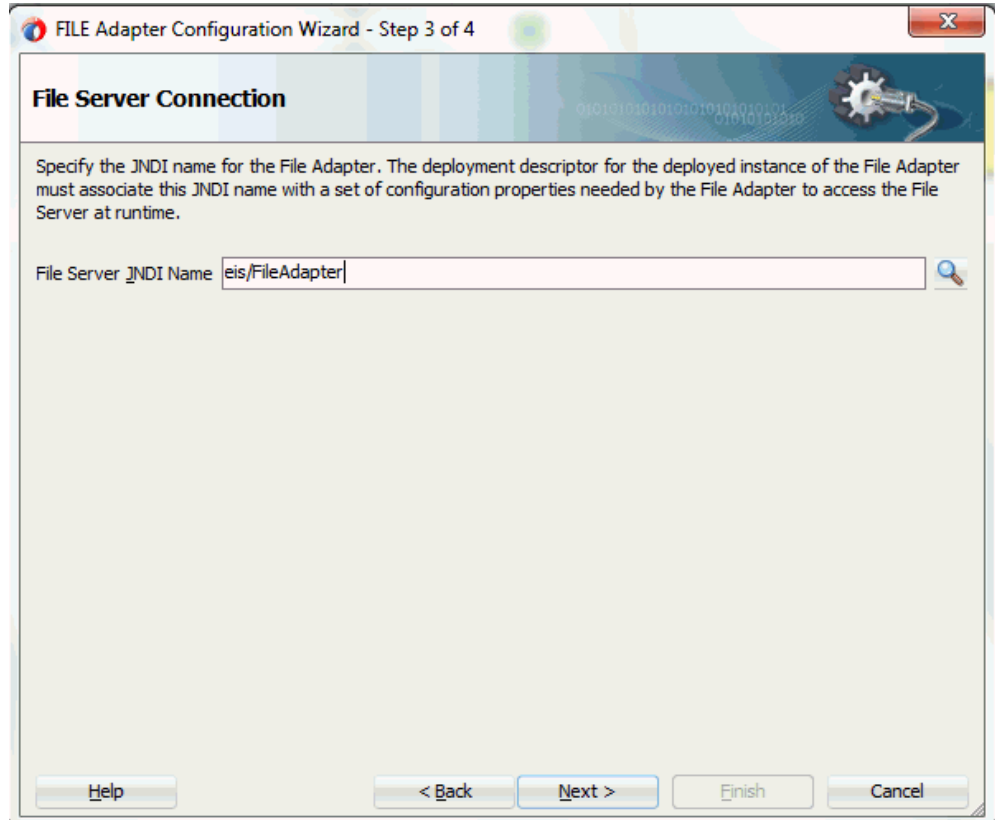 FILE Adapter Configuration Wizard - Step 3 of 4
File Server Connection
Specify the JNDI name for the File Adapter. The deployment descriptor for the deployed instance of the File Adapter
must associate this JNDI name with a set of configuration properties needed by the File Adapter to access the File
Server at runtime.
File Server JNDI Name eis/FileAdapter
Help < Back Next > Finish Cancel